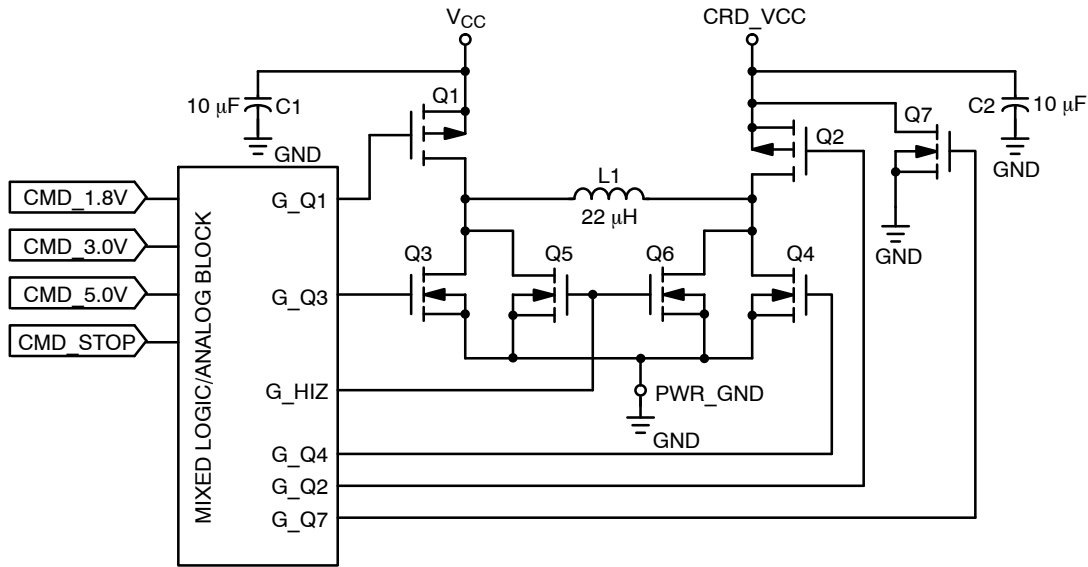 VCC
CRD_VCC
10 μF
C1
Q1
Q2
Q7
C2
10 μF
GND
GND
GND
CMD_1.8V
CMD_3.0V
CMD_5.0V
CMD_STOP
MIXED LOGIC/ANALOG BLOCK
G_Q1
L1
22 μH
Q3
Q5
Q6
Q4
G_Q3
G_HIZ
PWR_GND
GND
G_Q4
G_Q2
G_Q7